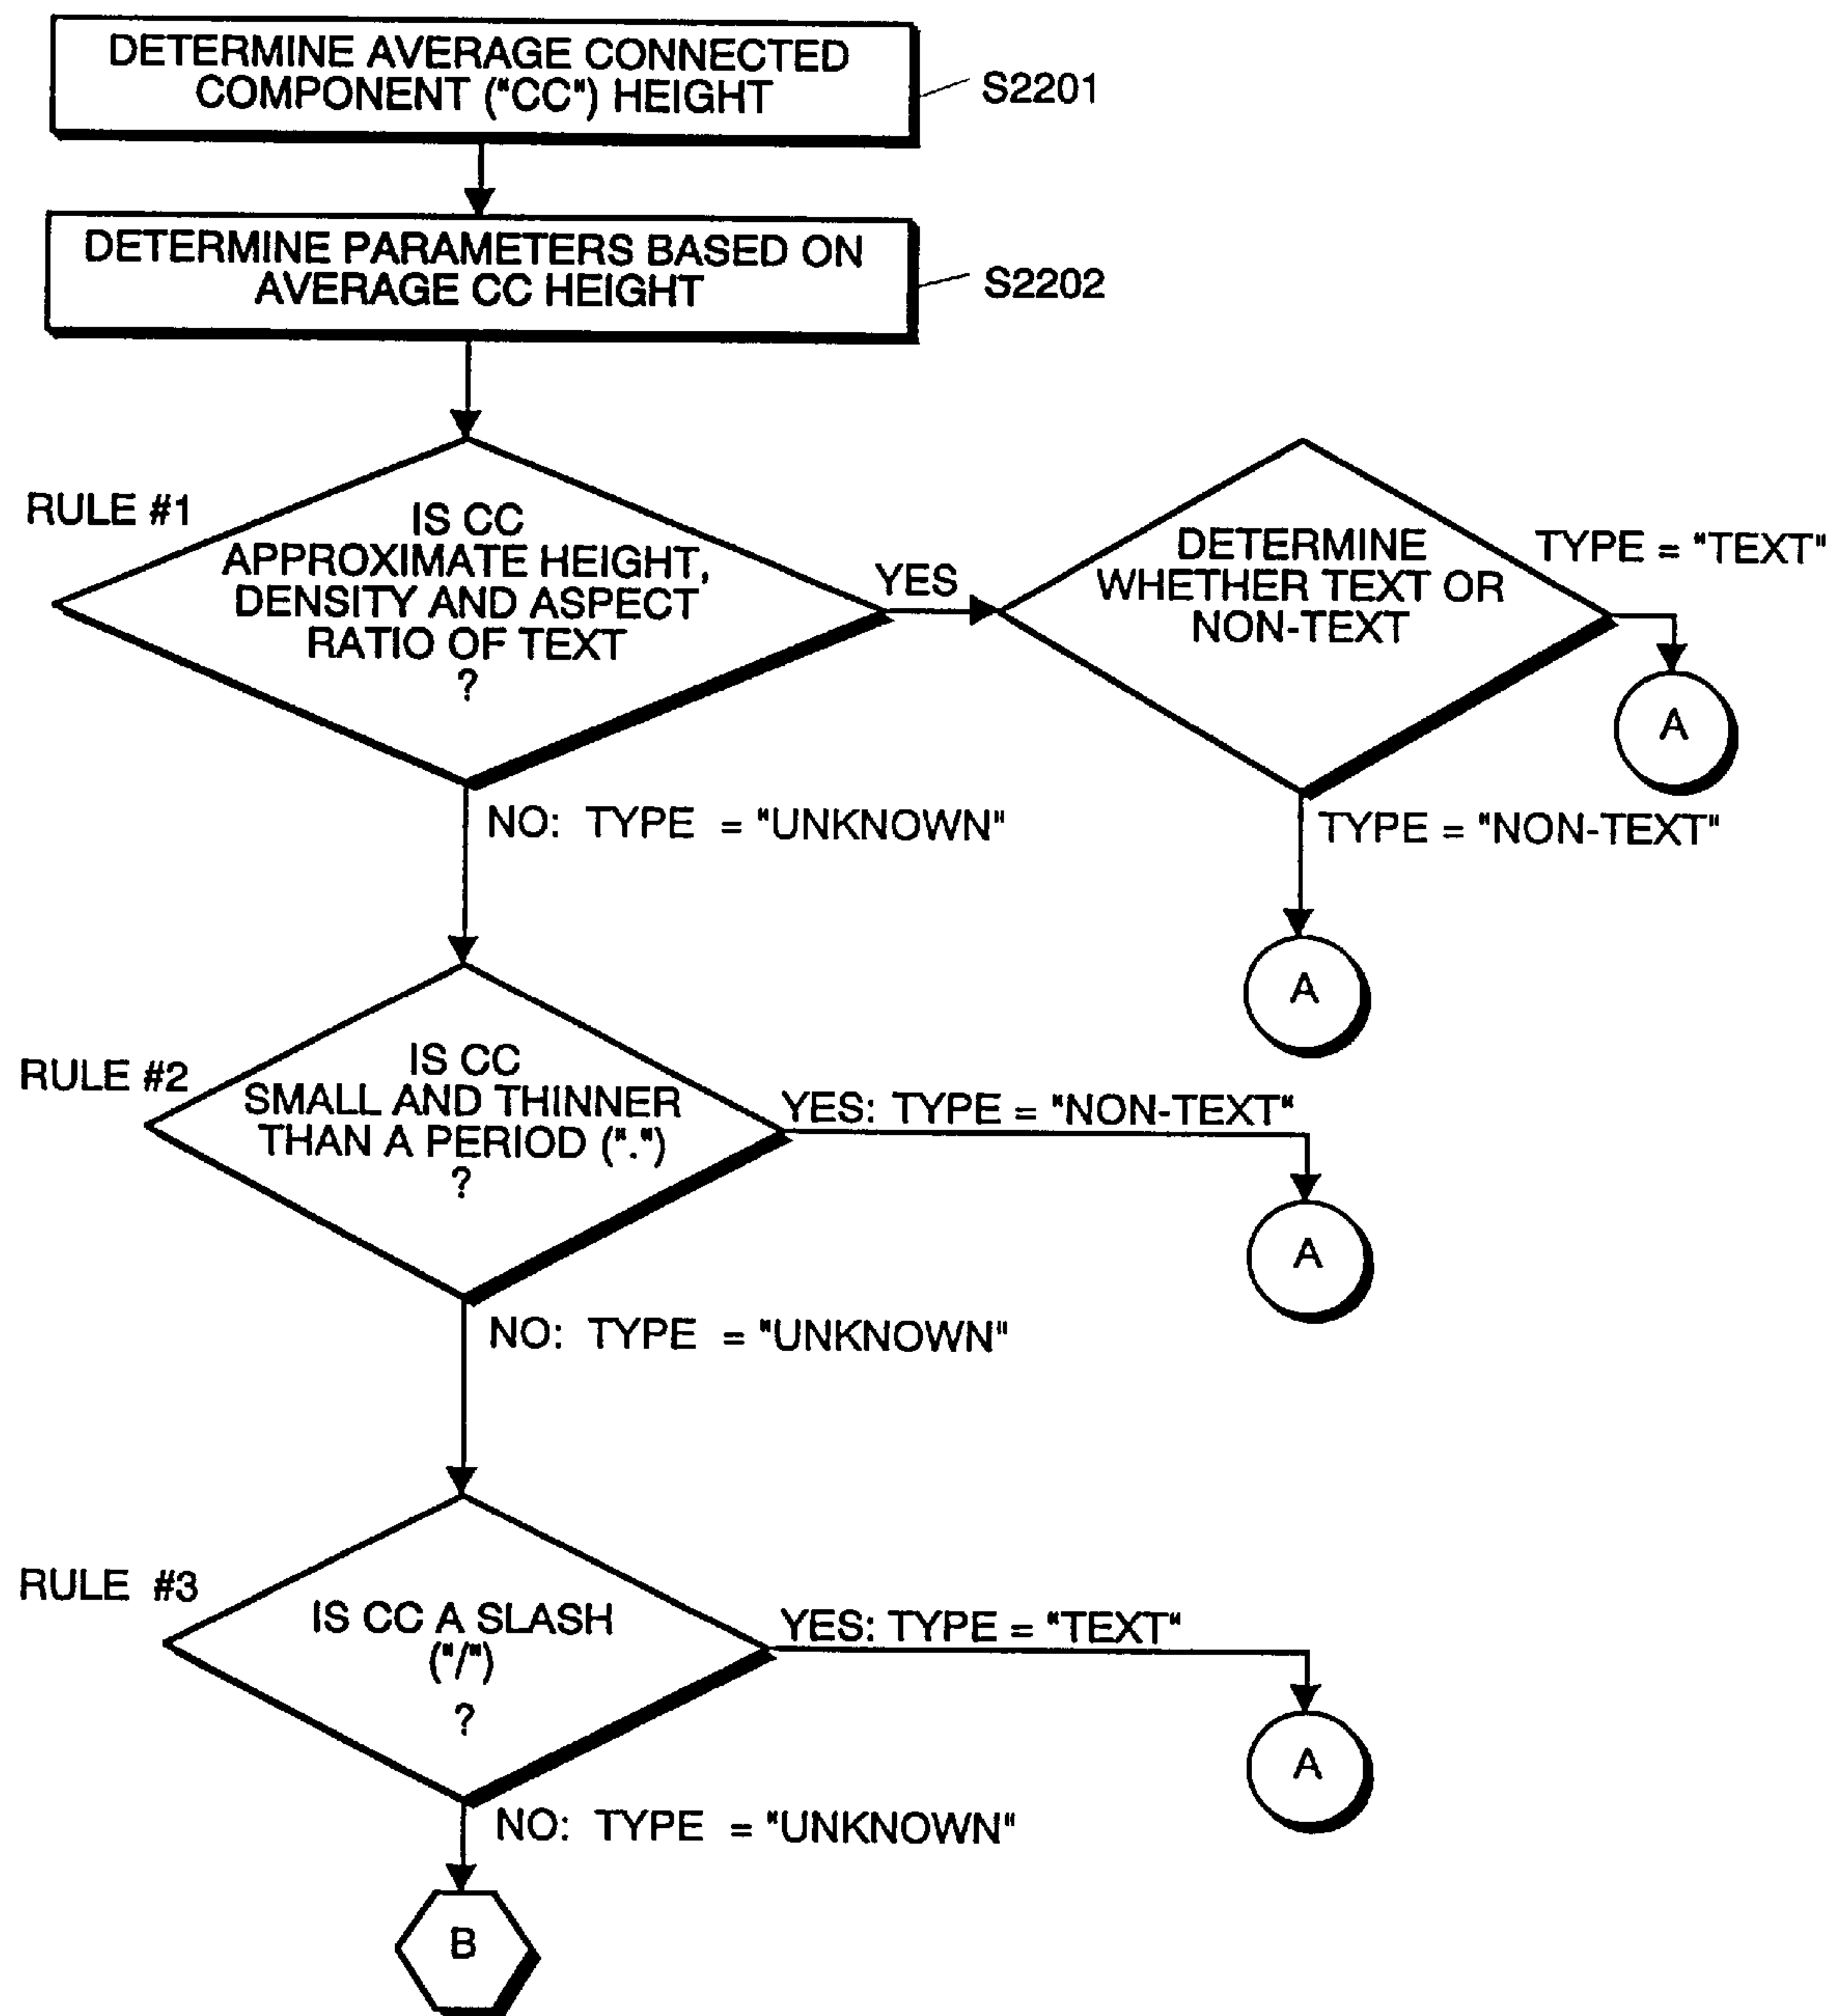 DETERMINE AVERAGE CONNECTED
COMPONENT ("CC") HEIGHT
S2201
DETERMINE PARAMETERS BASED ON
AVERAGE CC HEIGHT
S2202
RULE #1
IS CC
APPROXIMATE HEIGHT,
DENSITY AND ASPECT
RATIO OF TEXT
?
YES
DETERMINE
WHETHER TEXT OR
NON-TEXT
TYPE = "TEXT"
A
TYPE = "NON-TEXT"
A
NO: TYPE = "UNKNOWN"
RULE #2
IS CC
SMALL AND THINNER
THAN A PERIOD (".")
?
YES: TYPE = "NON-TEXT"
A
NO: TYPE = "UNKNOWN"
RULE #3
IS CC A SLASH
("/")
?
YES: TYPE = "TEXT"
A
NO: TYPE = "UNKNOWN"
B